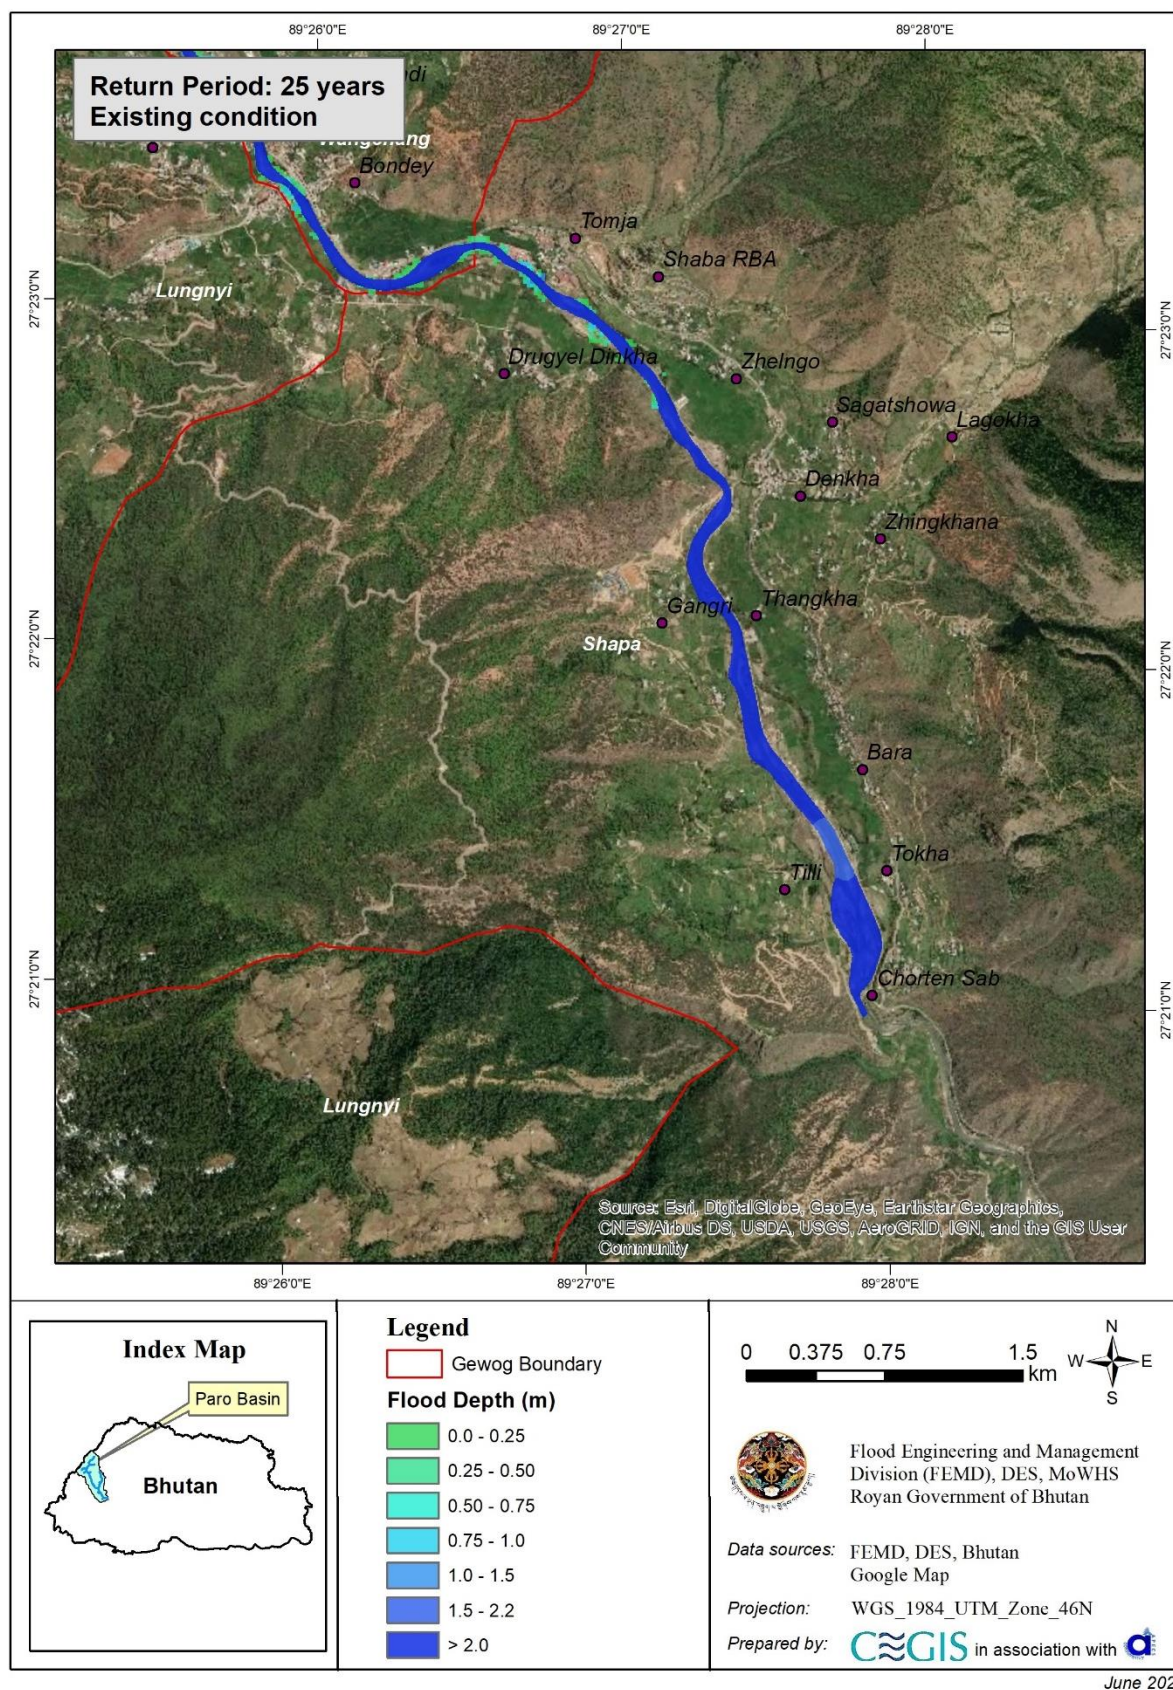 89°26'0"E
89°27'0"E
89°28'0"E
Return Period: 25 years
Existing condition
Bondey
Tomja
Shaba RBA
Lungnyi
27°23'0"N
27°23'0"N
Drugyel Dinkha
Zhelngo
Sagatshowa
Lagokha
Denkha
Zhingkhana
Gangri
Thangkha
Shapa
27°22'0"N
27°22'0"N
Bara
Tokha
Tilli
27°21'0"N
27°21'0"N
Chorten Sab
Lungnyi
Source: Esri, DigitalGlobe, GeoEye, Earthstar Geographics,
CNES/Airbus DS, USDA, USGS, AeroGRID, IGN, and the GIS User
Community
89°26'0"E
89°27'0"E
89°28'0"E
Index Map
Paro Basin
Bhutan
Legend
Gewog Boundary
Flood Depth (m)
0.0 - 0.25
0.25 - 0.50
0.50 - 0.75
0.75 - 1.0
1.0 - 1.5
1.5 - 2.2
> 2.0
0 0.375 0.75 1.5
km
N
W E
S
Flood Engineering and Management
Division (FEMD), DES, MoWHS
Royan Government of Bhutan
Data sources: FEMD, DES, Bhutan
Google Map
Projection: WGS_1984_UTM_Zone_46N
Prepared by: CEGIS in association with
June 202